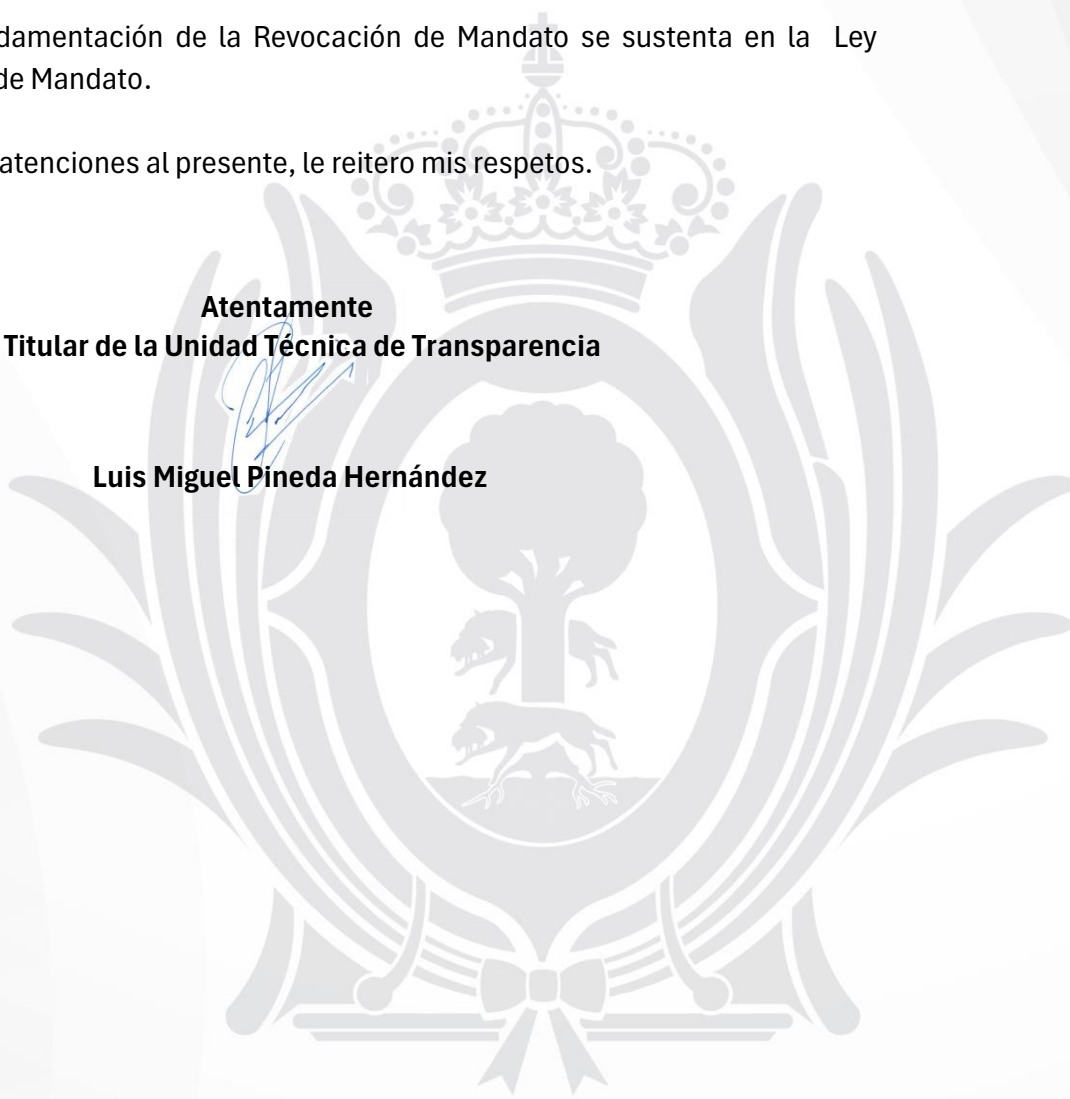 damentación de la Revocación de Mandato se sustenta en la Ley
de Mandato.
atenciones al presente, le reitero mis respetos.
Atentamente
Titular de la Unidad Técnica de Transparencia
Luis Miguel Pineda Hernández